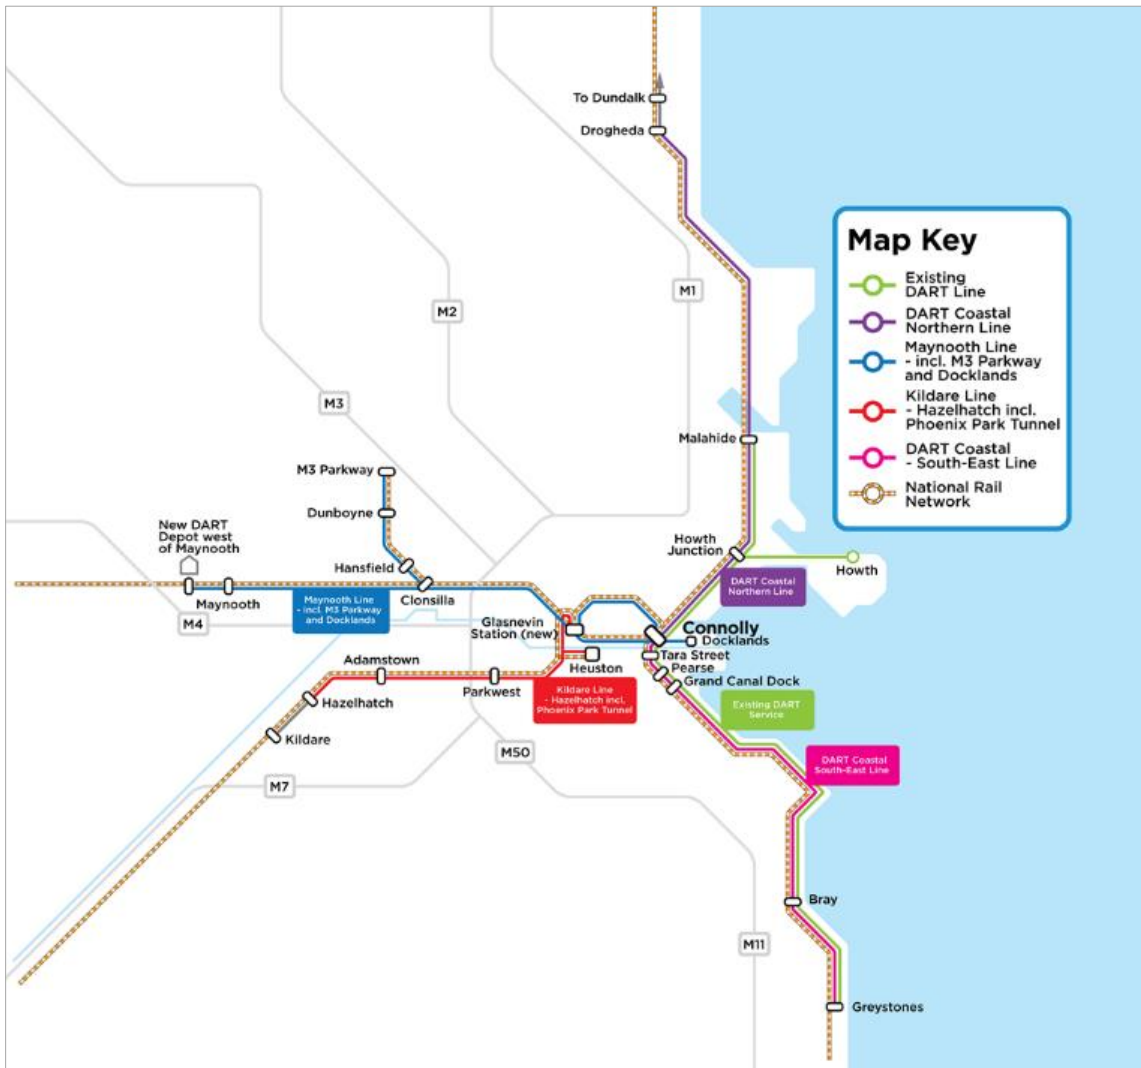 To Dundalk
Drogheda
Map Key
Existing
DART Line
DART Coastal
Northern Line
Maynooth Line
- incl. M3 Parkway
and Docklands
Kildare Line
- Hazelhatch incl.
Phoenix Park Tunnel
DART Coastal
- South-East Line
National Rail
Network
M1
M2
M3
Malahide
M3 Parkway
Dunboyne
New DART
Depot west
of Maynooth
Howth
Junction
Hansfield
Howth
DART Coastal
Northern Line
Maynooth
Maynooth Line
- incl. M3 Parkway
and Docklands
Clonsilla
M4
Glasnevin
Station (new)
Connolly
Docklands
Tara Street
Pearse
Grand Canal Dock
Heuston
Adamstown
Parkwest
Kildare Line
- Hazelhatch incl.
Phoenix Park Tunnel
Hazelhatch
Existing DART
Service
Kildare
M50
DART Coastal
South-East Line
M7
Bray
M11
Greystones